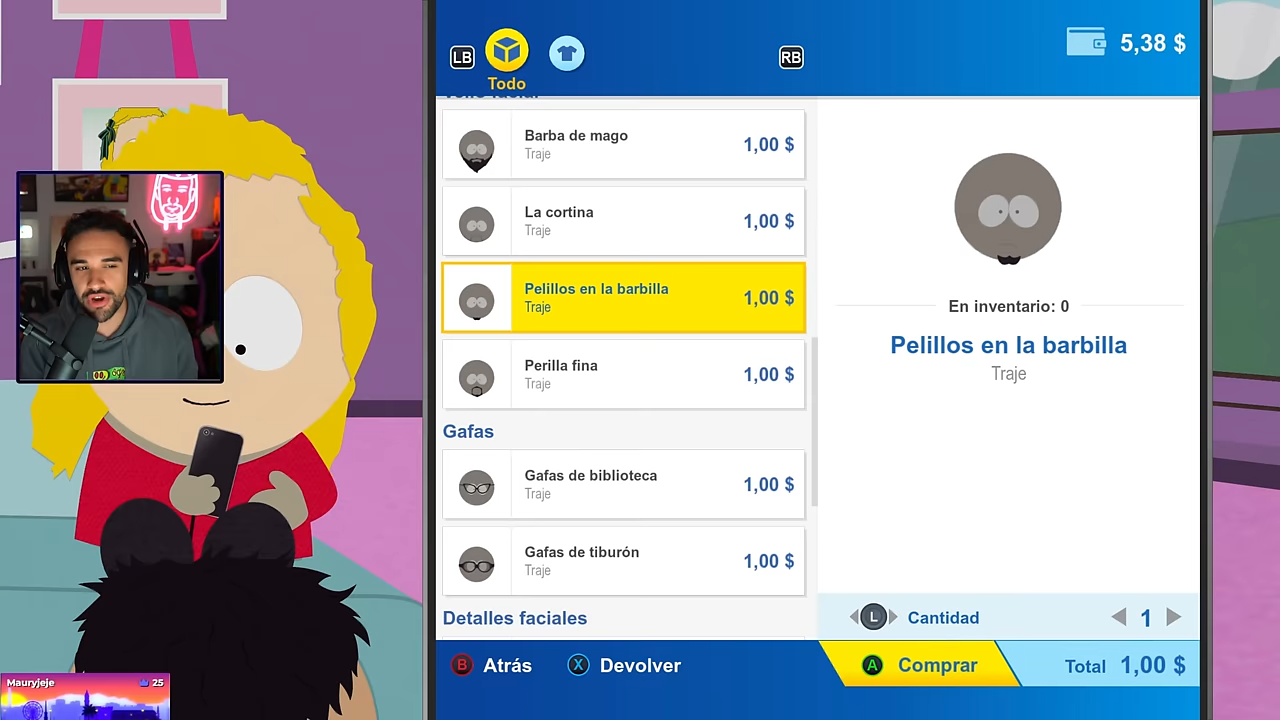 LB
Todo
RB
5,38 $
Vello facial
Barba de mago
Traje
1,00 $
La cortina
Traje
1,00 $
Pelillos en la barbilla
Traje
1,00 $
Perilla fina
Traje
1,00 $
Gafas
Gafas de biblioteca
Traje
1,00 $
Gafas de tiburón
Traje
1,00 $
Detalles faciales
En inventario: 0
Pelillos en la barbilla
Traje
L
Cantidad
1
B Atrás
X Devolver
A Comprar
Total 1,00 $
Mauryjeje
25